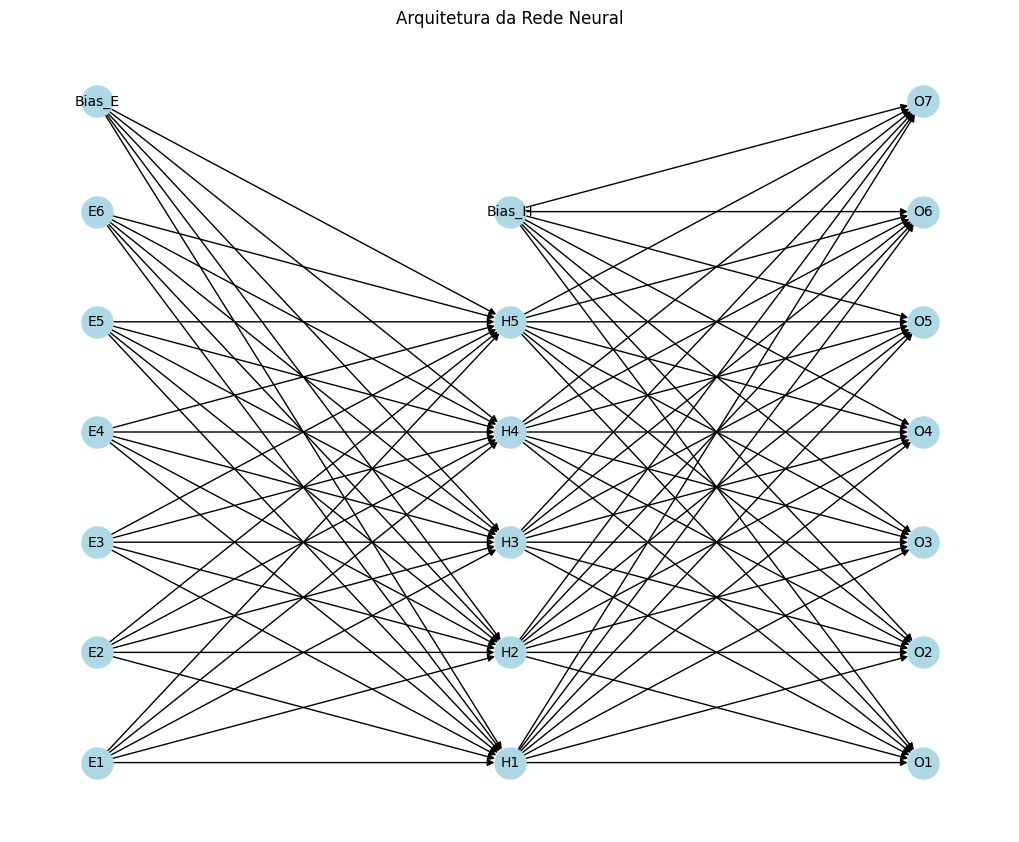 Arquitetura da Rede Neural
Bias_E
O7
E6
Bias_H
O6
E5
H5
O5
E4
H4
O4
E3
H3
O3
E2
H2
O2
E1
H1
O1